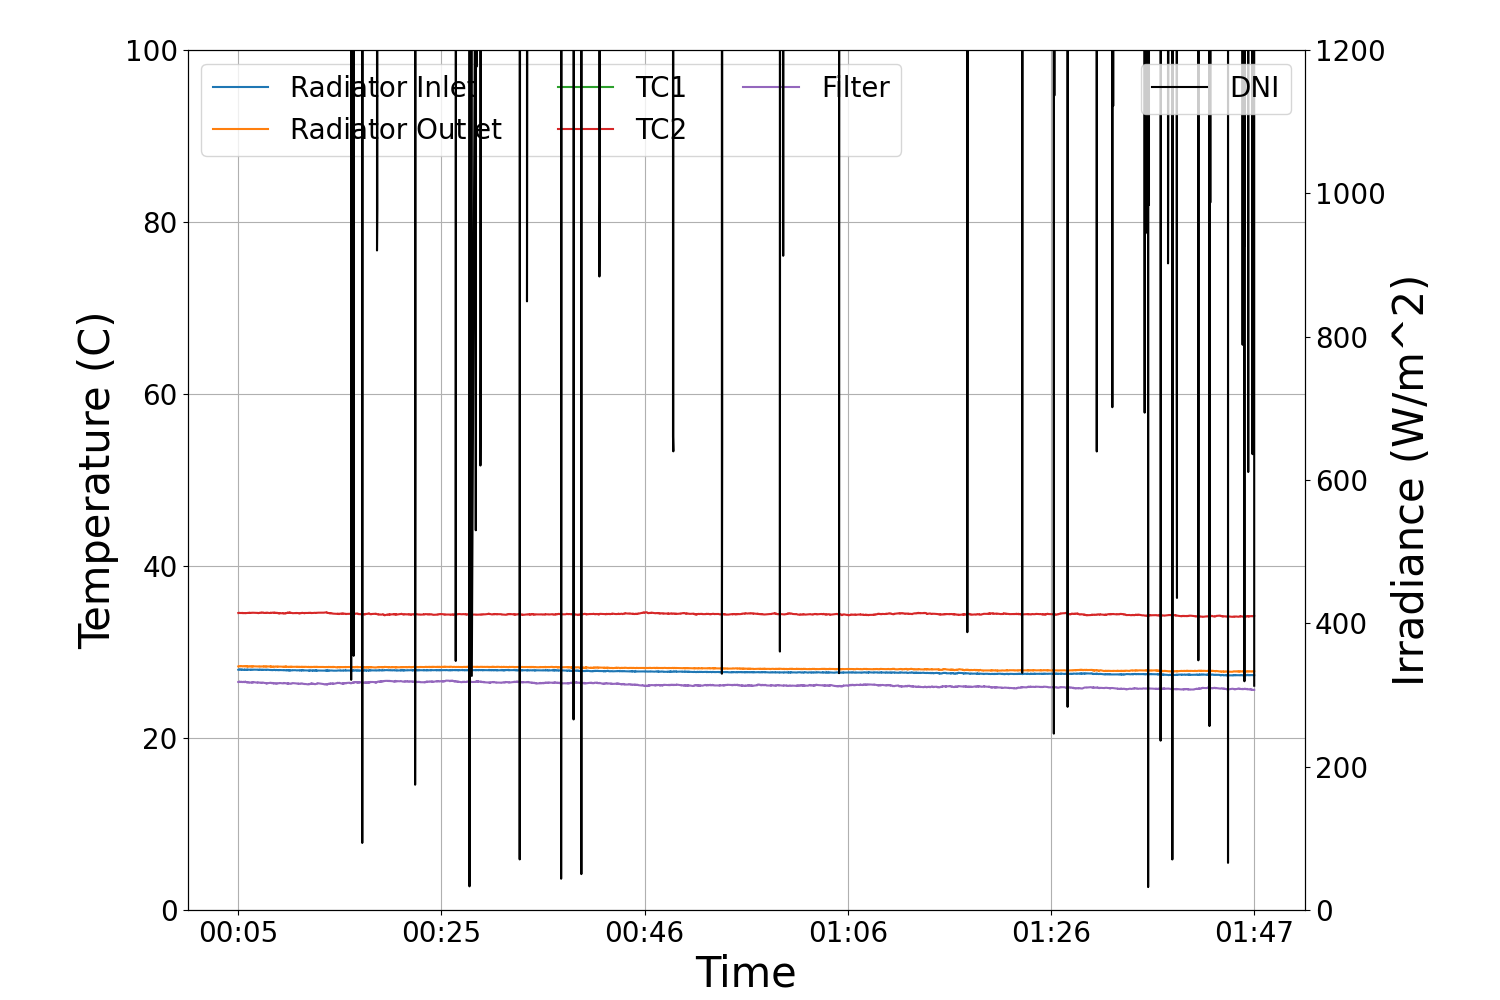 100
80
60
40
20
0
Temperature (C)
Radiator Inlet
Radiator Outlet
TC1
TC2
Filter
DNI
1200
1000
800
600
400
200
0
Irradiance (W/m^2)
00:05 00:25 00:46 01:06 01:26 01:47
Time